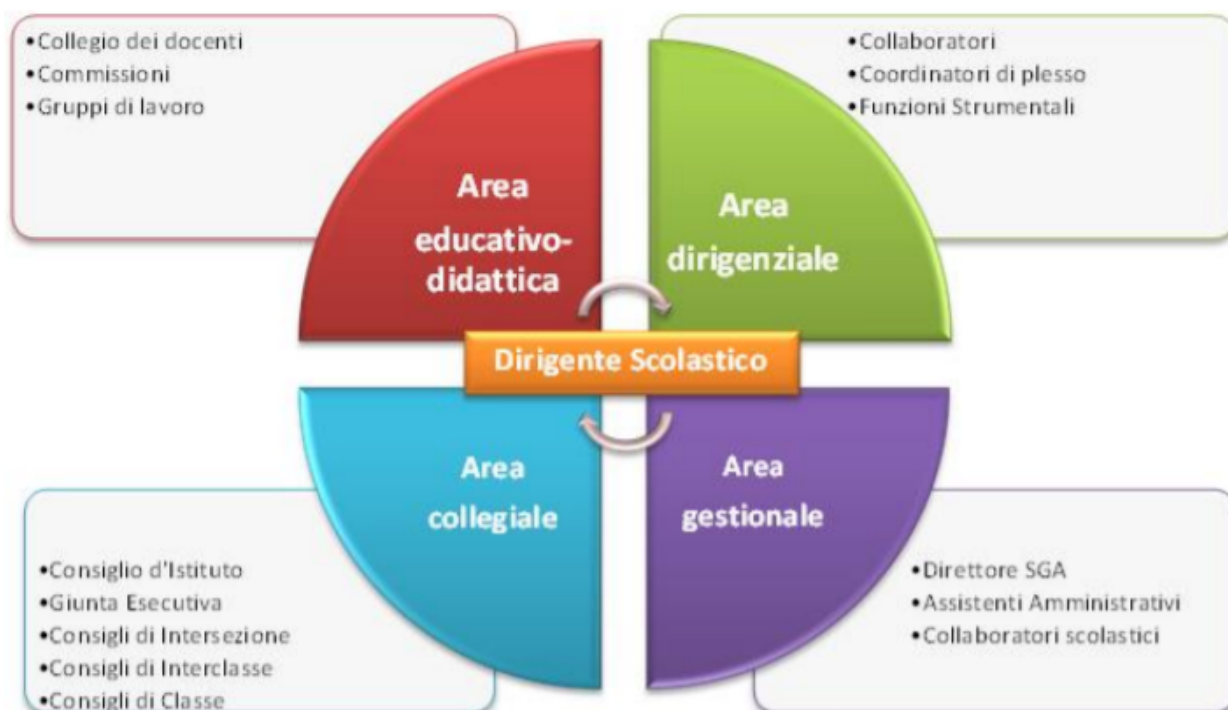 •Collegio dei docenti
•Commissioni
•Gruppi di lavoro
Area
educativo-
didattica
•Collaboratori
•Coordinatori di plesso
•Funzioni Strumentali
Area
dirigenziale
Dirigente Scolastico
Area
collegiale
•Consiglio d'Istituto
•Giunta Esecutiva
•Consigli di Intersezione
•Consigli di Interclasse
•Consigli di Classe
Area
gestionale
•Direttore SGA
•Assistenti Amministrativi
•Collaboratori scolastici